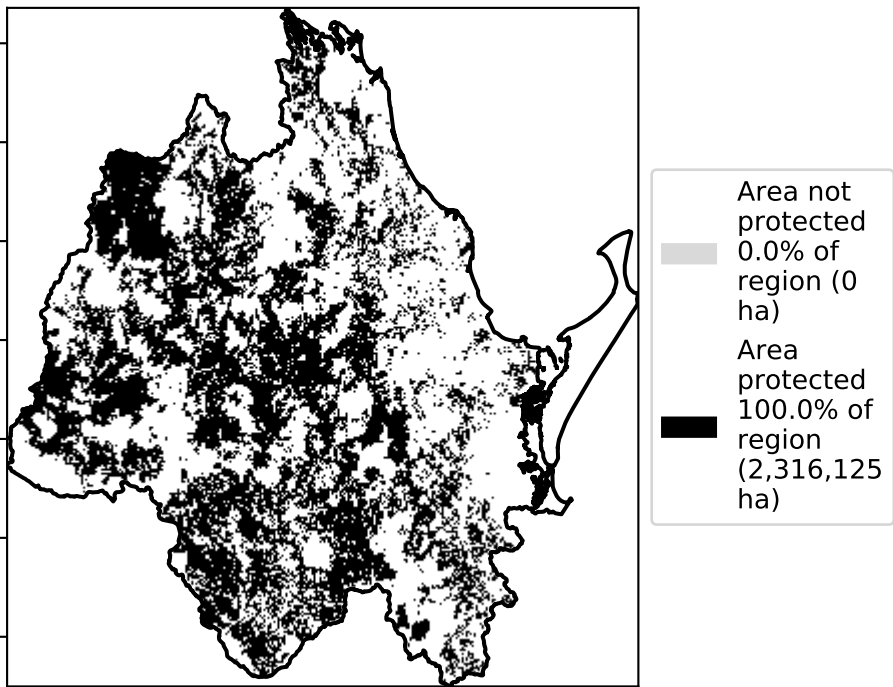 Area not
protected
0.0% of
region (0
ha)
Area
protected
100.0% of
region
(2,316,125
ha)